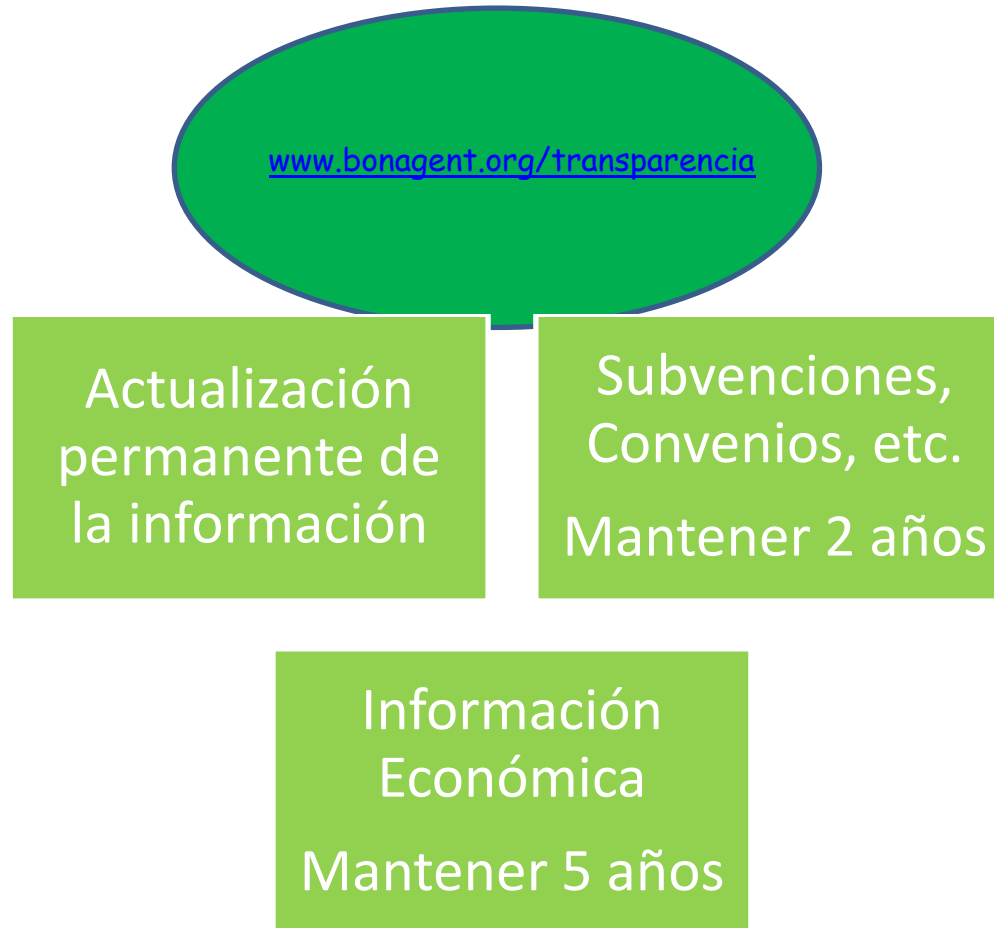 www.bonagent.org/transparencia
Actualización
permanente de
la información
Subvenciones,
Convenios, etc.
Mantener 2 años
Información
Económica
Mantener 5 años